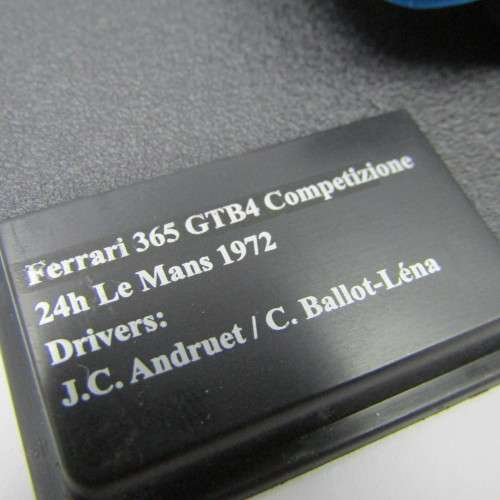 Ferrari 365 GTB4 Competizione
24h Le Mans 1972
Drivers:
J.C. Andruet / C. Ballot-Léna